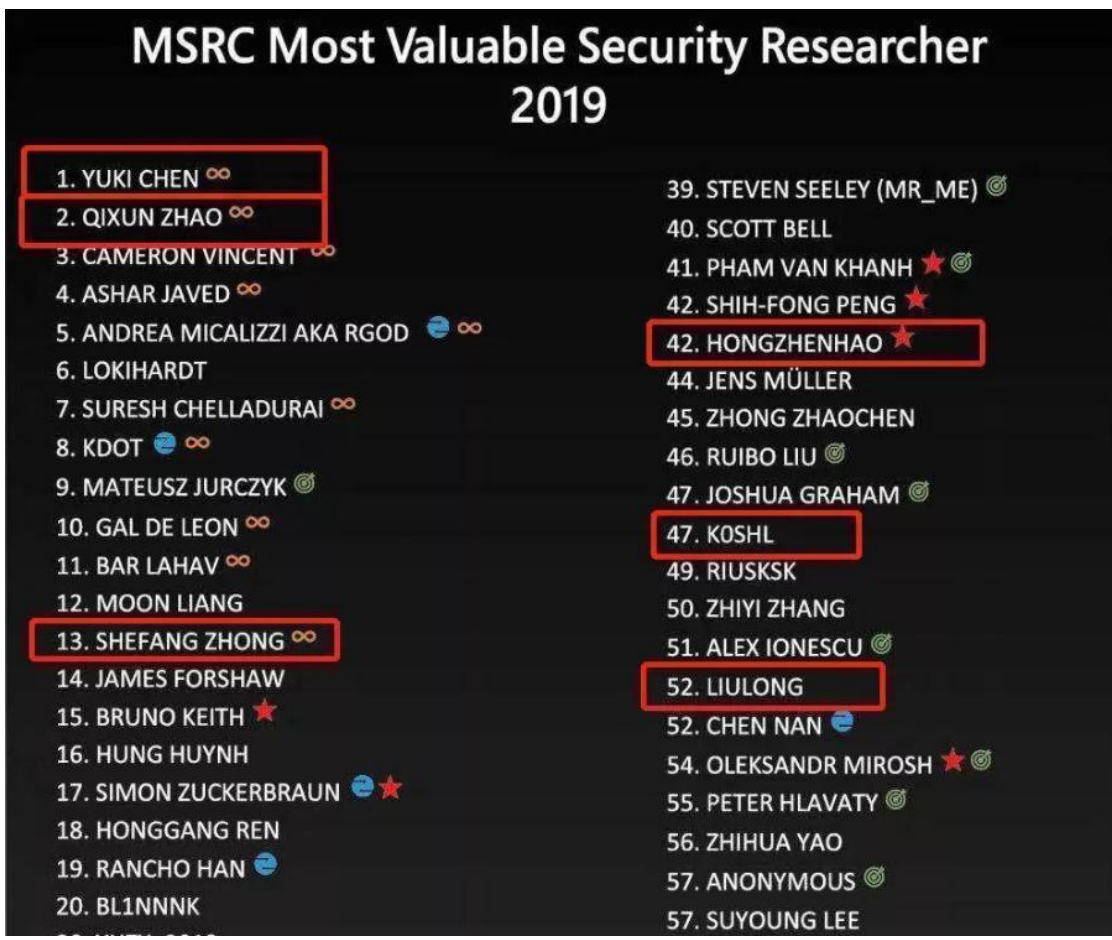 MSRC Most Valuable Security Researcher
2019
1. YUKI CHEN
2. QIXUN ZHAO
3. CAMERON VINCENT
4. ASHAR JAVED
5. ANDREA MICALIZZI AKA RGOD
6. LOKIHARDT
7. SURESH CHELLADURAI
8. KDOT
9. MATEUSZ JURCZYK
10. GAL DE LEON
11. BAR LAHAV
12. MOON LIANG
13. SHEFANG ZHONG
14. JAMES FORSHAW
15. BRUNO KEITH
16. HUNG HUYNH
17. SIMON ZUCKERBRAUN
18. HONGGANG REN
19. RANCHO HAN
20. BL1NNNK
39. STEVEN SEELEY (MR_ME)
40. SCOTT BELL
41. PHAM VAN KHANH
42. SHIH-FONG PENG
42. HONGZHENHAO
44. JENS MÜLLER
45. ZHONG ZHAOCHEN
46. RUIBO LIU
47. JOSHUA GRAHAM
47. K0SHL
49. RIUSKSK
50. ZHIYI ZHANG
51. ALEX IONESCU
52. LIULONG
52. CHEN NAN
54. OLEKSANDR MIROSH
55. PETER HLAVATY
56. ZHIHUA YAO
57. ANONYMOUS
57. SUYOUNG LEE